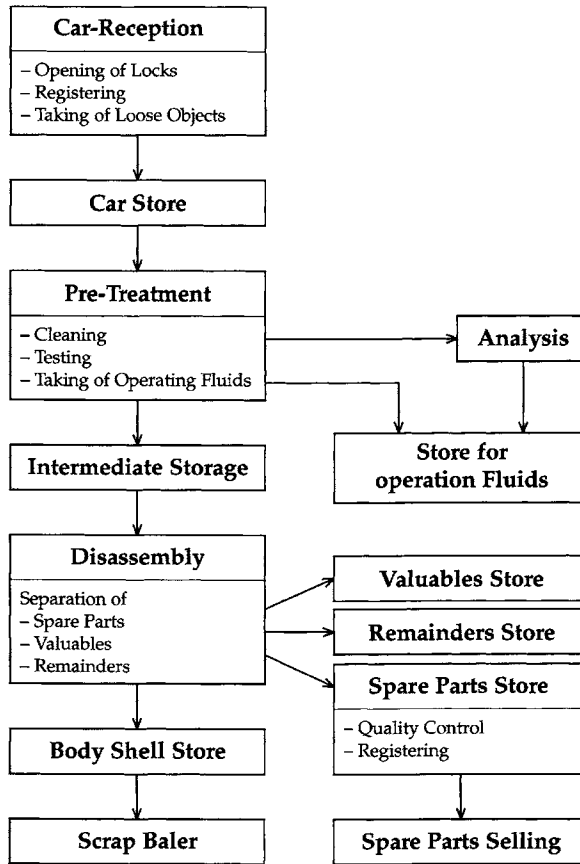 Car-Reception
– Opening of Locks
– Registering
– Taking of Loose Objects
Car Store
Pre-Treatment
– Cleaning
– Testing
– Taking of Operating Fluids
Analysis
Store for
operation Fluids
Intermediate Storage
Disassembly
Separation of
– Spare Parts
– Valuables
– Remainders
Valuables Store
Remainders Store
Spare Parts Store
– Quality Control
– Registering
Body Shell Store
Scrap Baler
Spare Parts Selling